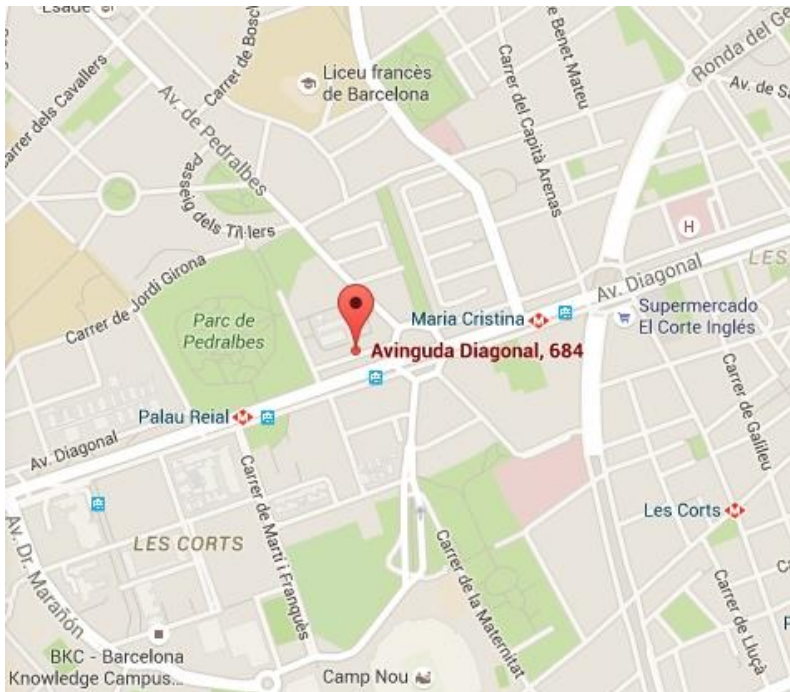 Esade
Carrer de Bosch
Ronda del Ge
Liceu francès
de Barcelona
e Benet Mateu
Av. de Sa
Carrer dels Cavallers
Av. de Pedralbes
Carrer del Capità Arenas
Passeig dels Til·lers
H
LES
Av. Diagonal
Carrer de Jordi Girona
Parc de
Pedralbes
Maria Cristina
Supermercado
El Corte Inglés
Avinguda Diagonal, 684
Palau Reial
Carrer de Galileu
Av. Diagonal
Les Corts
LES CORTS
Carrer de Martí i Franquès
Av. Dr. Marañón
Carrer de la Maternitat
Carrer de Lluçà
BKC - Barcelona
Knowledge Campus...
Camp Nou